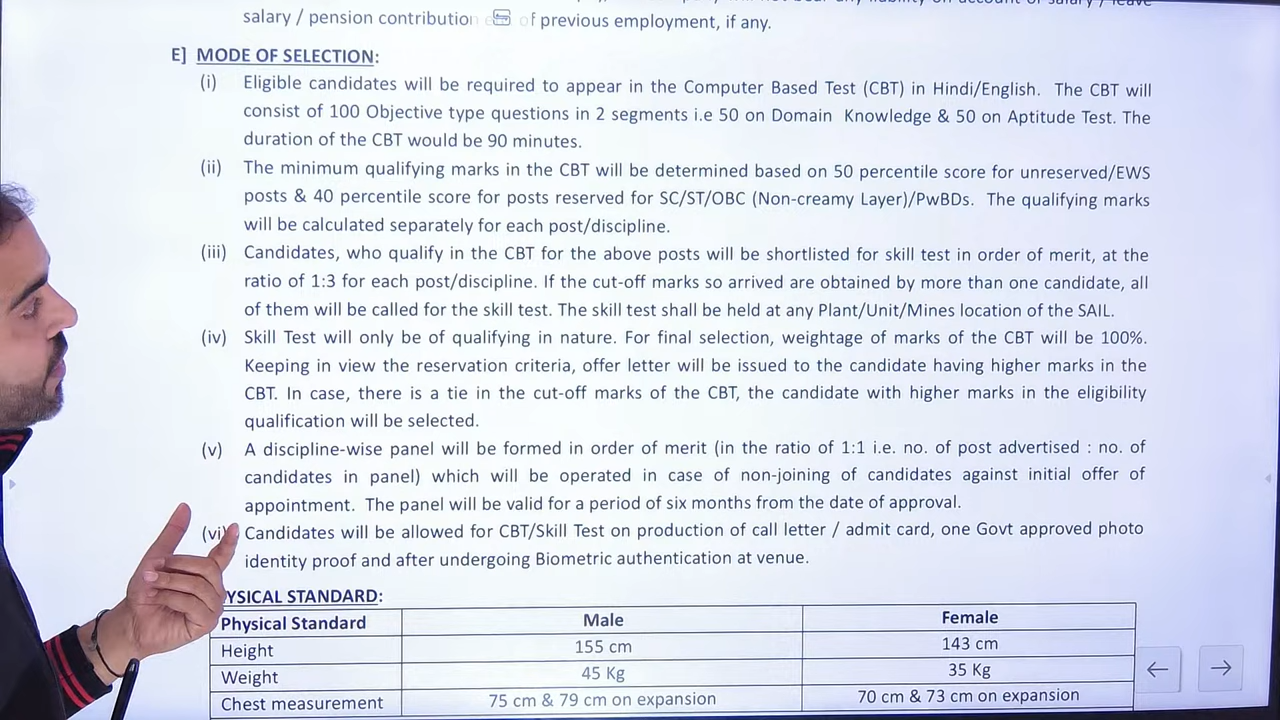 salary / pension contribution of previous employment, if any.
E] MODE OF SELECTION:
(i) Eligible candidates will be required to appear in the Computer Based Test (CBT) in Hindi/English. The CBT will
consist of 100 Objective type questions in 2 segments i.e 50 on Domain Knowledge & 50 on Aptitude Test. The
duration of the CBT would be 90 minutes.
(ii) The minimum qualifying marks in the CBT will be determined based on 50 percentile score for unreserved/EWS
posts & 40 percentile score for posts reserved for SC/ST/OBC (Non-creamy Layer)/PwBDs. The qualifying marks
will be calculated separately for each post/discipline.
(iii) Candidates, who qualify in the CBT for the above posts will be shortlisted for skill test in order of merit, at the
ratio of 1:3 for each post/discipline. If the cut-off marks so arrived are obtained by more than one candidate, all
of them will be called for the skill test. The skill test shall be held at any Plant/Unit/Mines location of the SAIL.
(iv) Skill Test will only be of qualifying in nature. For final selection, weightage of marks of the CBT will be 100%.
Keeping in view the reservation criteria, offer letter will be issued to the candidate having higher marks in the
CBT. In case, there is a tie in the cut-off marks of the CBT, the candidate with higher marks in the eligibility
qualification will be selected.
(v) A discipline-wise panel will be formed in order of merit (in the ratio of 1:1 i.e. no. of post advertised : no. of
candidates in panel) which will be operated in case of non-joining of candidates against initial offer of
appointment. The panel will be valid for a period of six months from the date of approval.
(vi) Candidates will be allowed for CBT/Skill Test on production of call letter / admit card, one Govt approved photo
identity proof and after undergoing Biometric authentication at venue.
YSICAL STANDARD:
Physical Standard Male Female
Height 155 cm 143 cm
Weight 45 Kg 35 Kg
Chest measurement 75 cm & 79 cm on expansion 70 cm & 73 cm on expansion